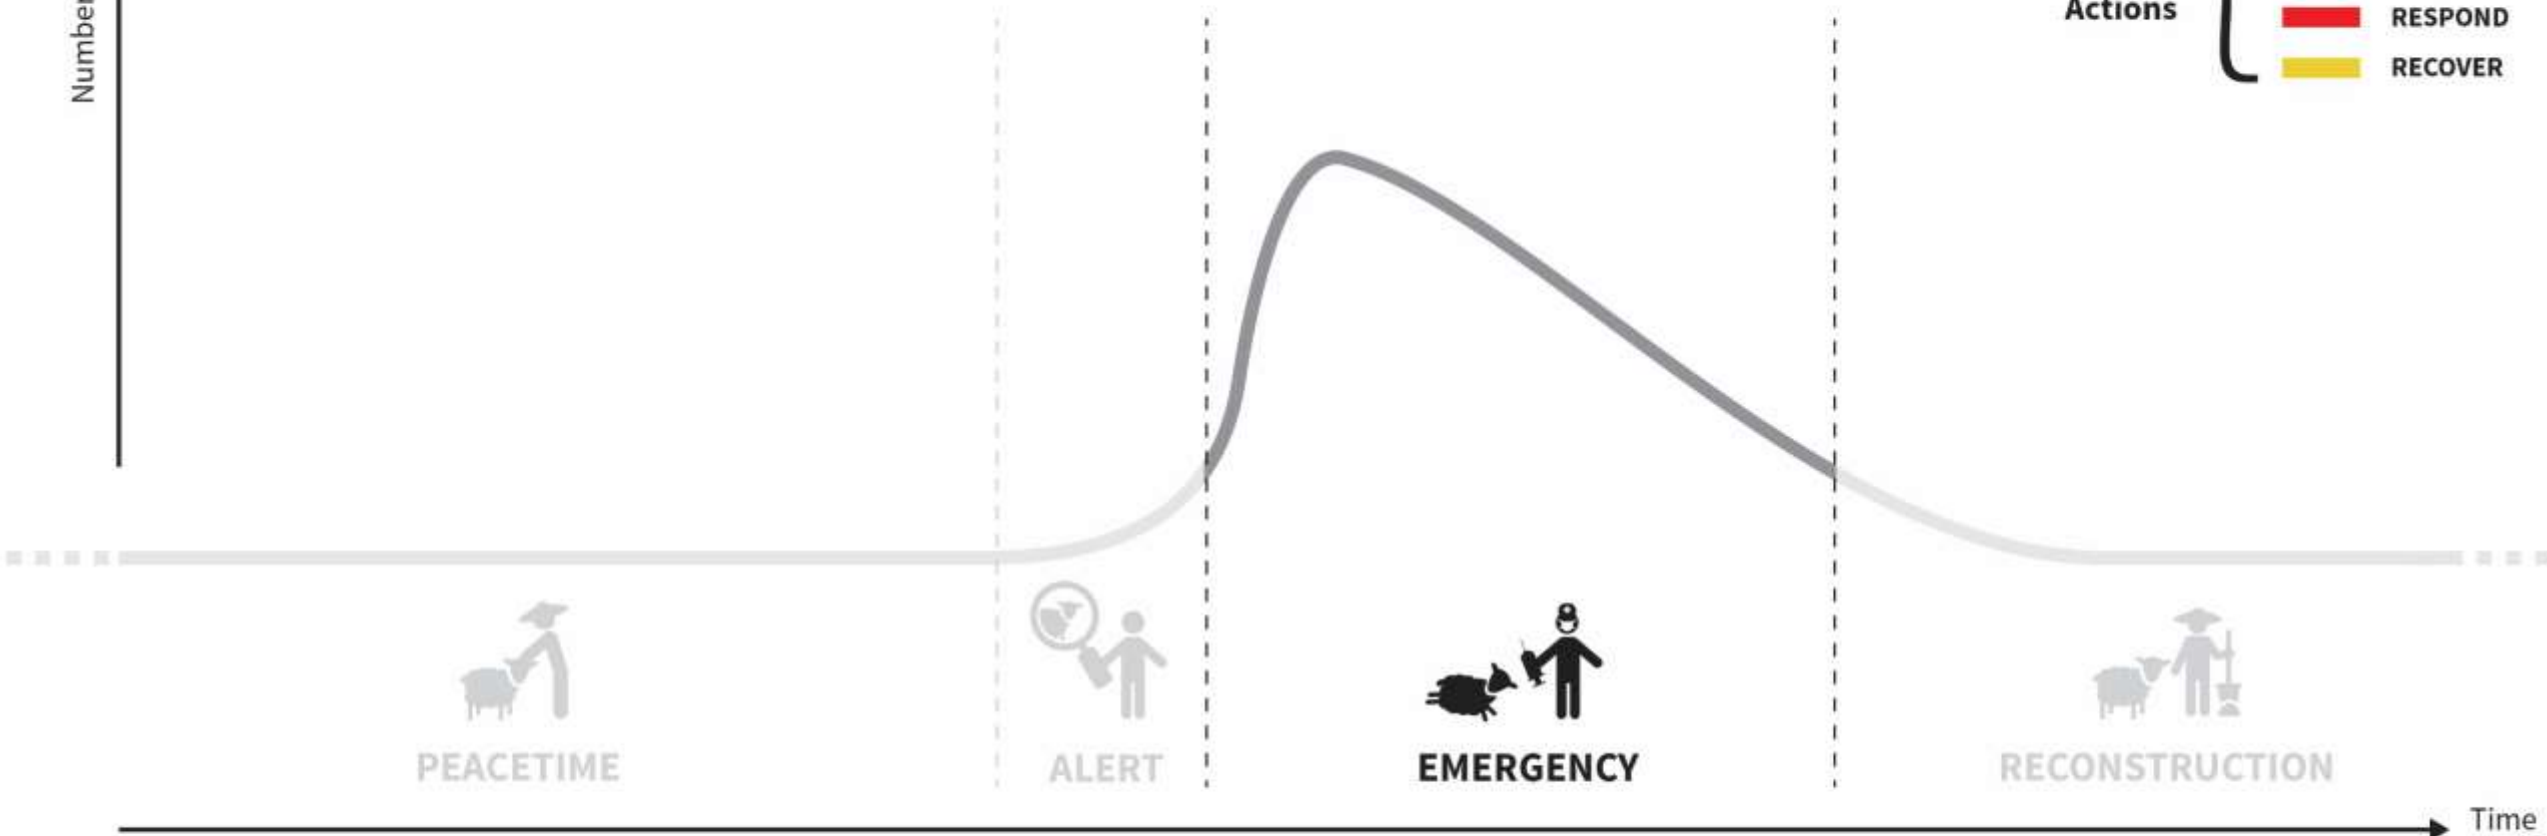 Number
Actions
RESPOND
RECOVER
PEACETIME
ALERT
EMERGENCY
RECONSTRUCTION
Time